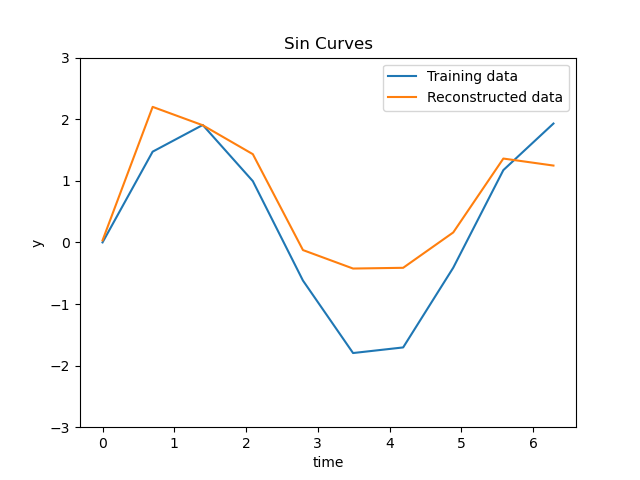 Sin Curves
Training data
Reconstructed data
3
2
1
0
−1
−2
−3
y
0 1 2 3 4 5 6
time